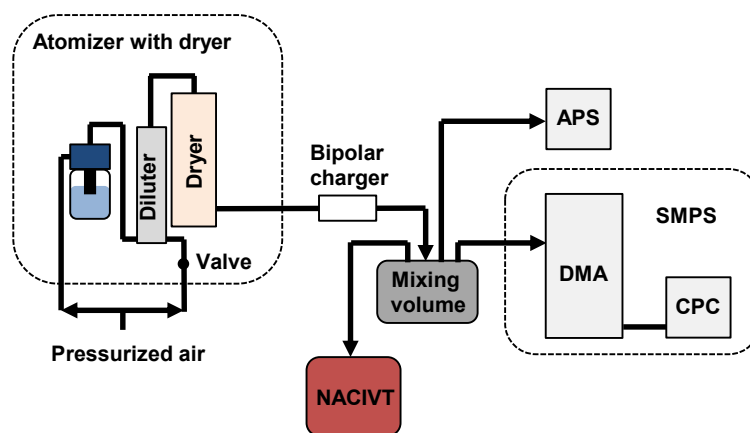 Atomizer with dryer
Diluter
Dryer
Valve
Pressurized air
Bipolar
charger
Mixing
volume
NACIVT
APS
SMPS
DMA
CPC